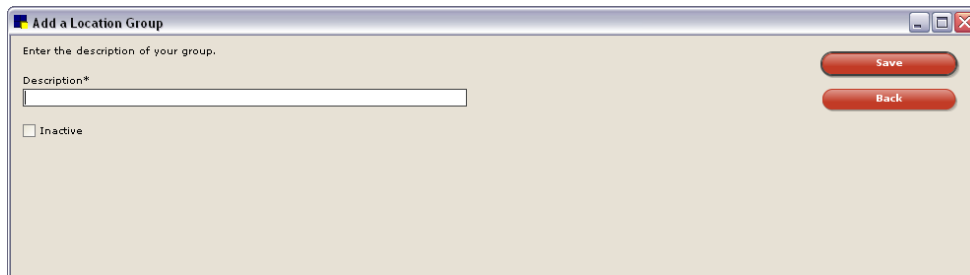 Add a Location Group
Enter the description of your group.
Save
Description*
Back
Inactive